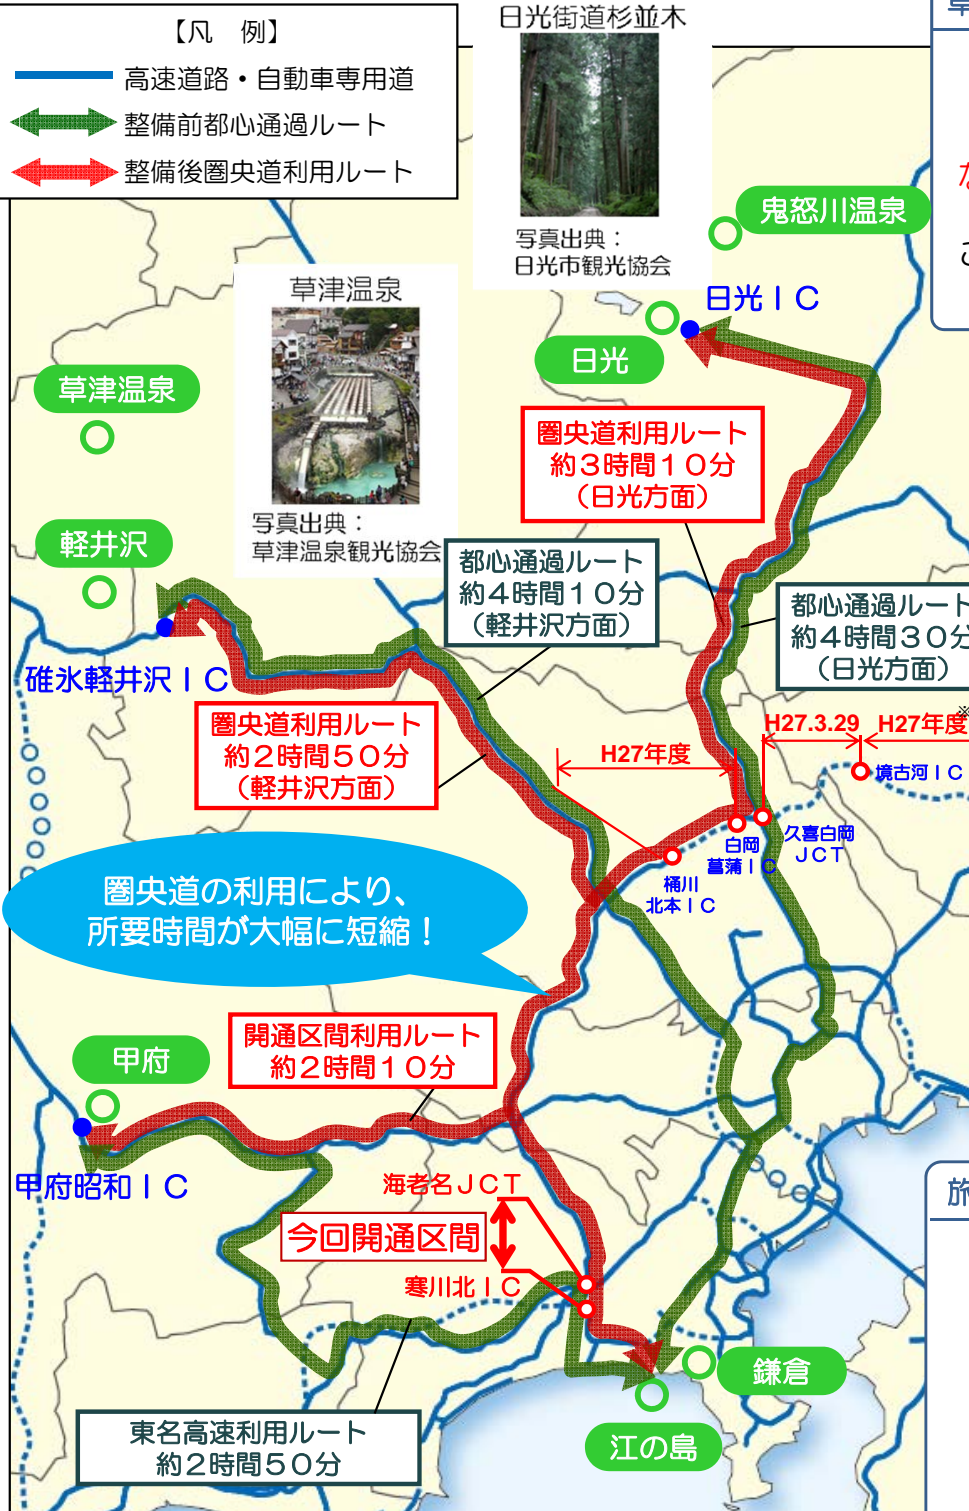 【凡　例】
高速道路・自動車専用道
整備前都心通過ルート
整備後圏央道利用ルート
日光街道杉並木
写真出典：
日光市観光協会
鬼怒川温泉
日光ＩＣ
日光
草津温泉
写真出典：
草津温泉観光協会
草津温泉
軽井沢
碓氷軽井沢ＩＣ
圏央道利用ルート
約３時間１０分
（日光方面）
都心通過ルート
約４時間１０分
（軽井沢方面）
都心通過ルート
約４時間３０分
（日光方面）
圏央道利用ルート
約２時間５０分
（軽井沢方面）
※
H27年度
H27.3.29
H27年度
境古河ＩＣ
久喜白岡
ＪＣＴ
白岡
菖蒲ＩＣ
桶川
北本ＩＣ
圏央道の利用により、
所要時間が大幅に短縮！
開通区間利用ルート
約２時間１０分
甲府
甲府昭和ＩＣ
海老名ＪＣＴ
今回開通区間
寒川北ＩＣ
東名高速利用ルート
約２時間５０分
鎌倉
江の島
旅